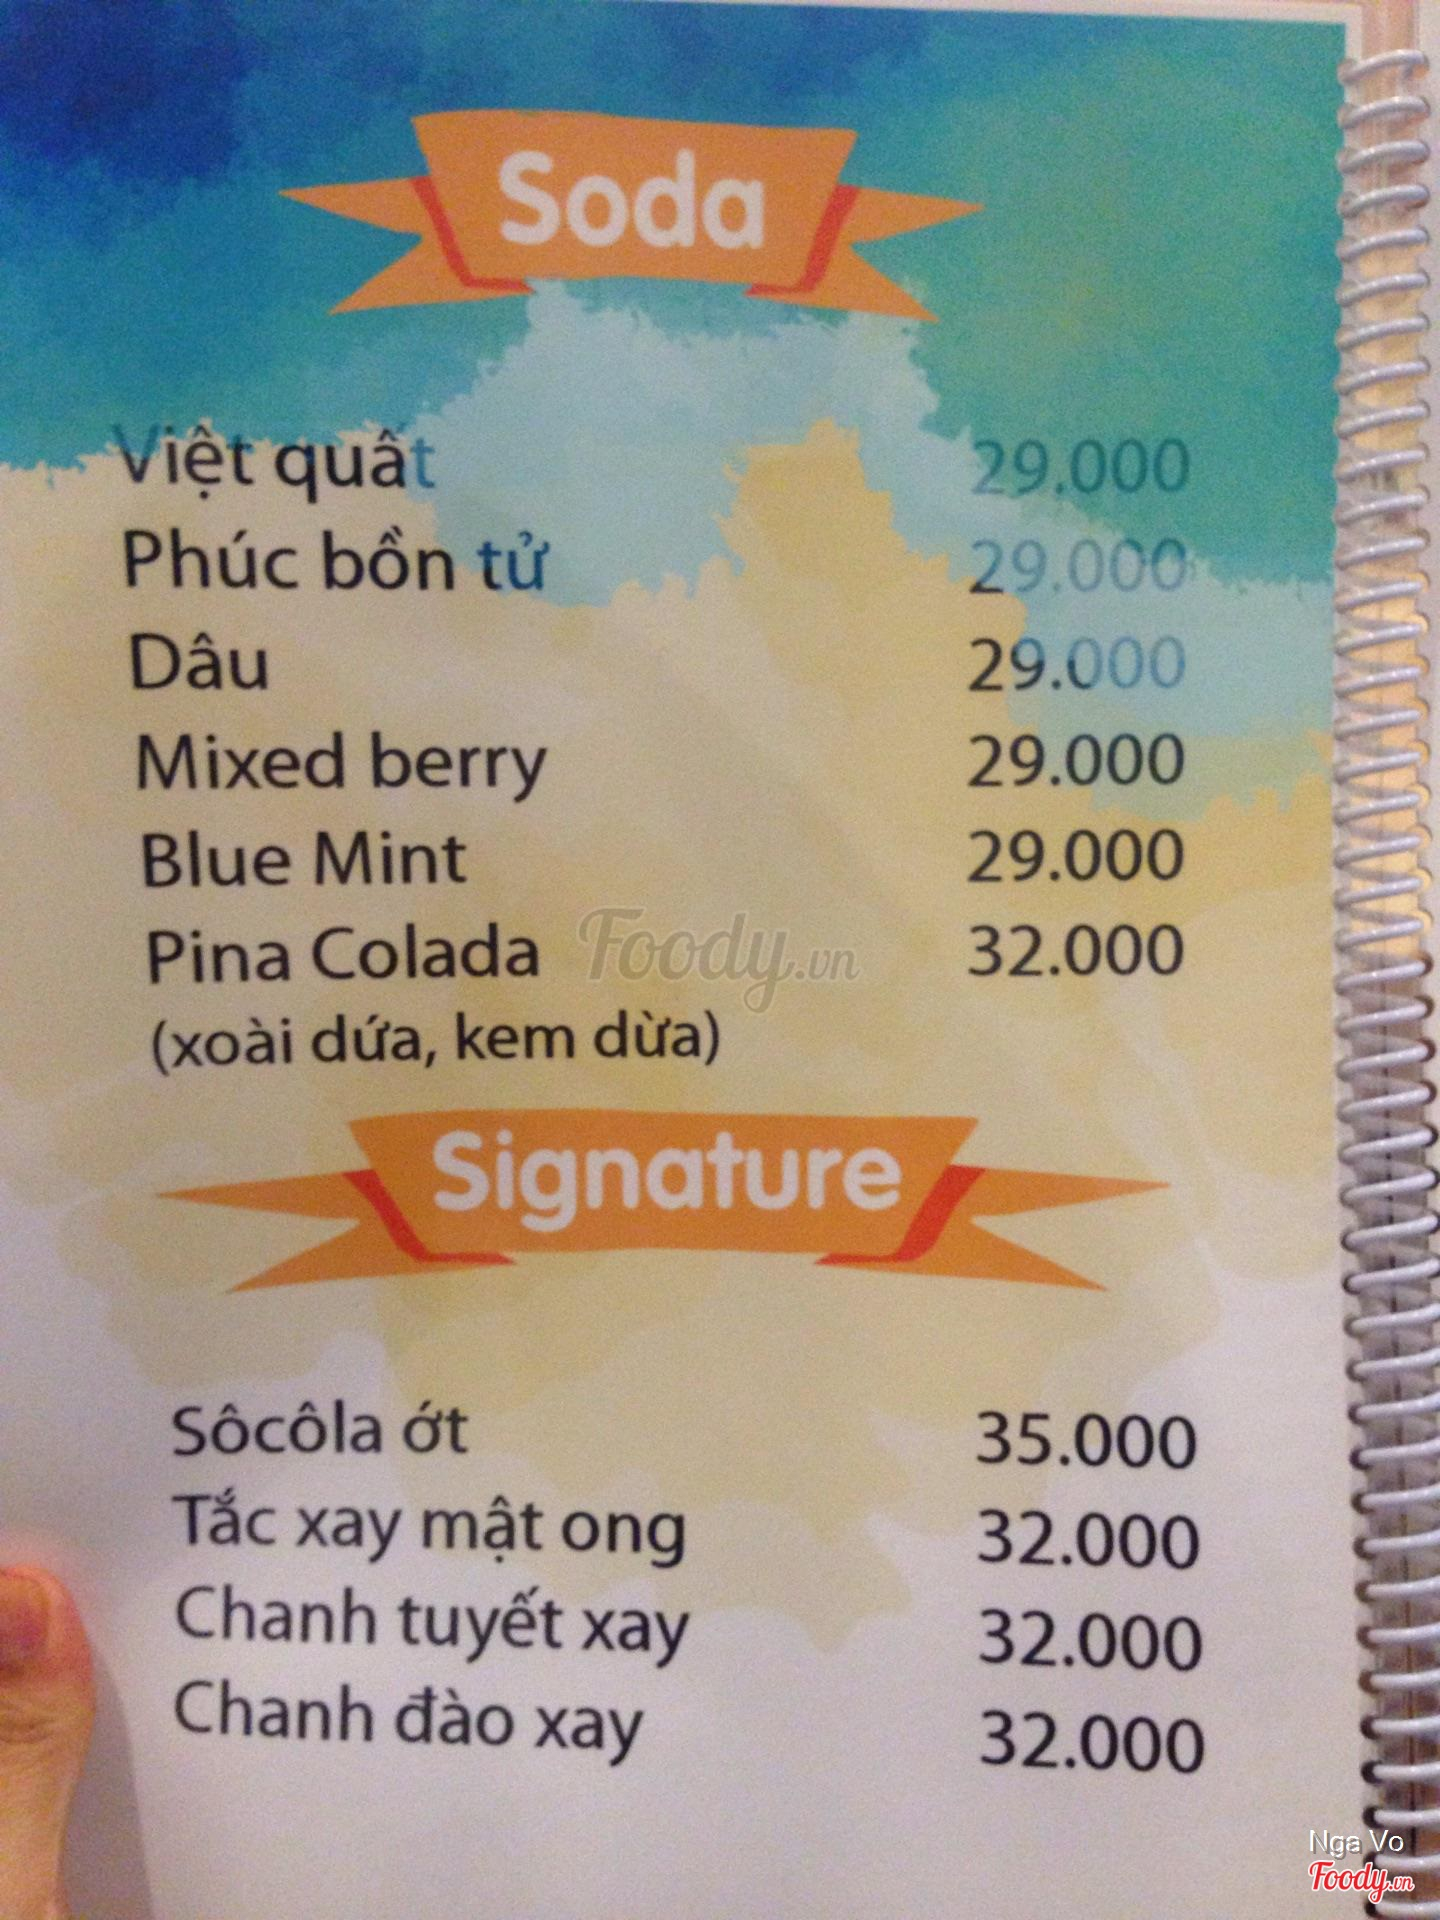 Soda
Việt quất 29.000
Phúc bồn tử 29.000
Dâu 29.000
Mixed berry 29.000
Blue Mint 29.000
Pina Colada 32.000
Foody.vn
(xoài dứa, kem dừa)
Signature
Sôcôla ớt 35.000
Tắc xay mật ong 32.000
Chanh tuyết xay 32.000
Chanh đào xay 32.000
Nga Vo
Foody.vn